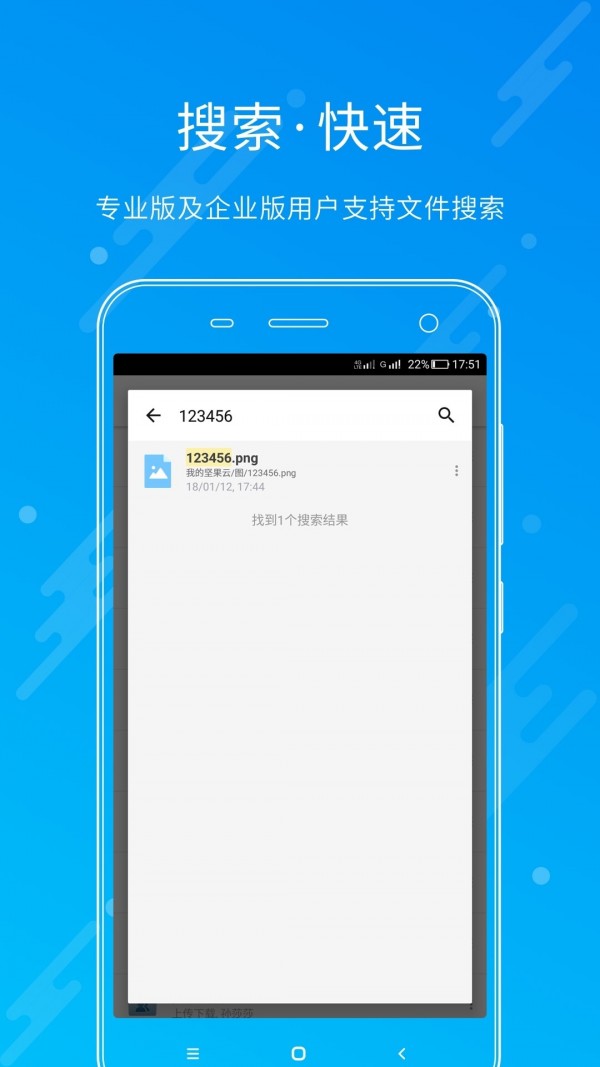 搜索·快速
专业版及企业版用户支持文件搜索
4G LTE G 22% 17:51
123456
123456.png
我的坚果云/图/123456.png
18/01/12, 17:44
找到1个搜索结果
上传下载, 孙莎莎